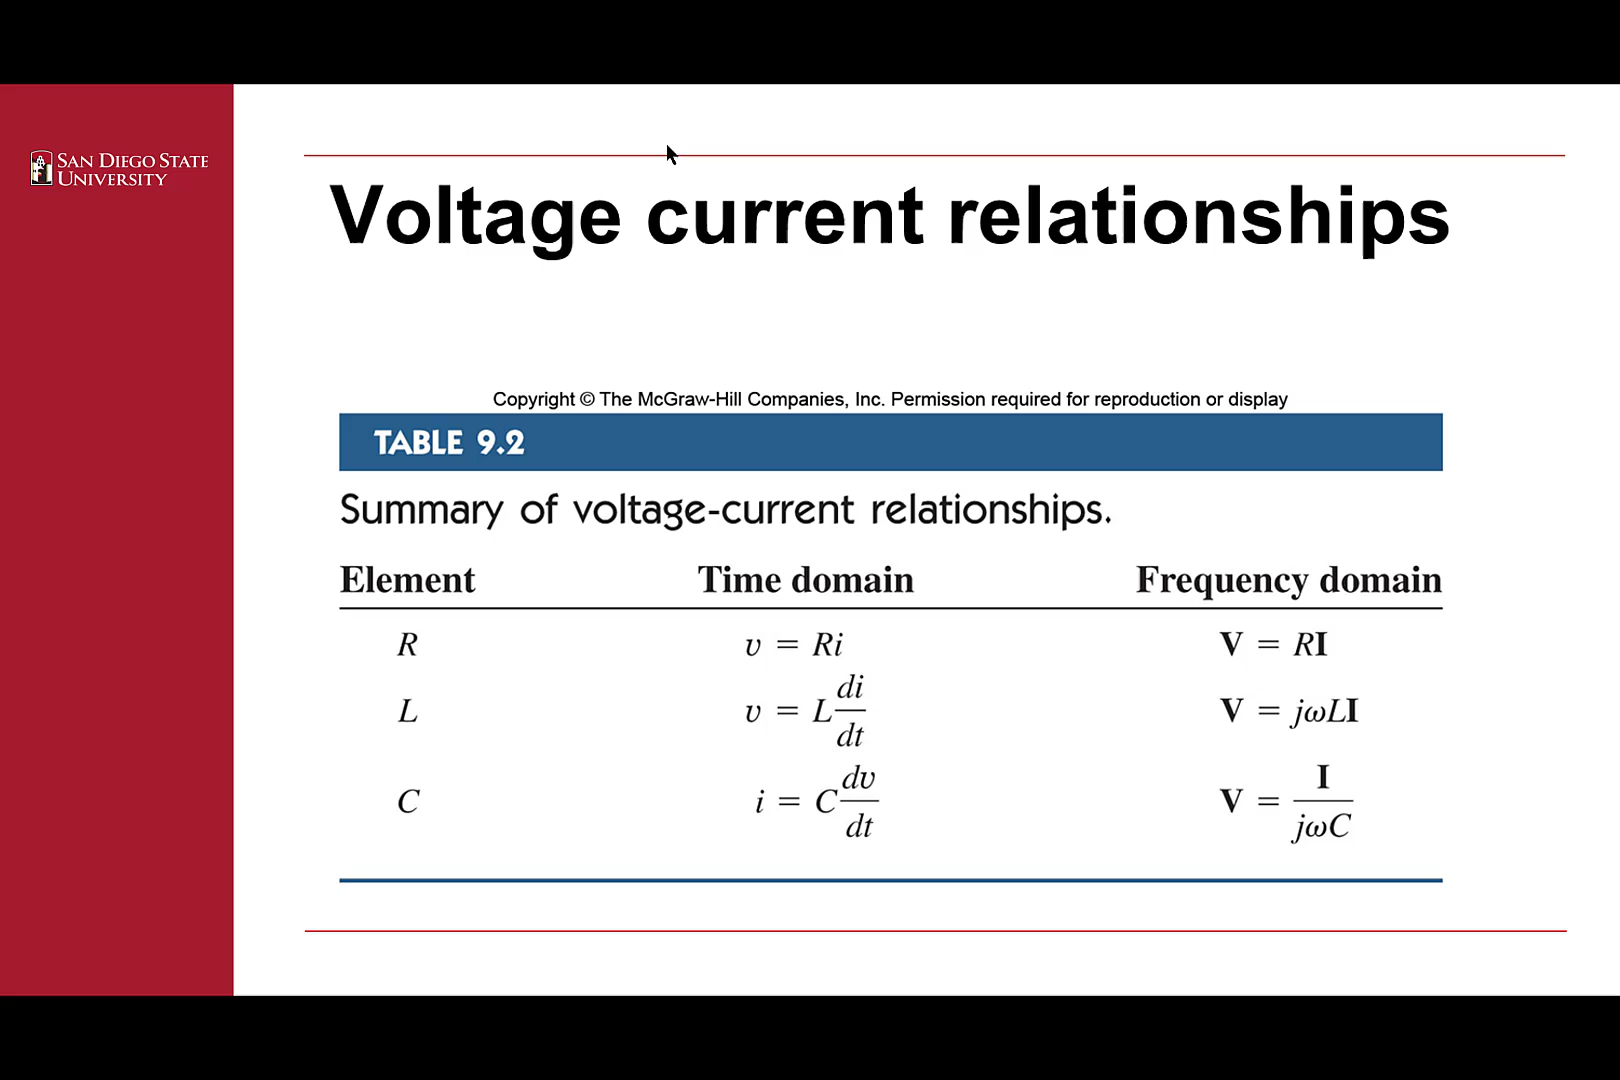 SAN DIEGO STATE
UNIVERSITY
Voltage current relationships
Copyright © The McGraw-Hill Companies, Inc. Permission required for reproduction or display
TABLE 9.2
Summary of voltage-current relationships.
Element Time domain Frequency domain
R v = Ri V = RI
L v = L di/dt V = jωLI
C i = C dv/dt V = I/jωC